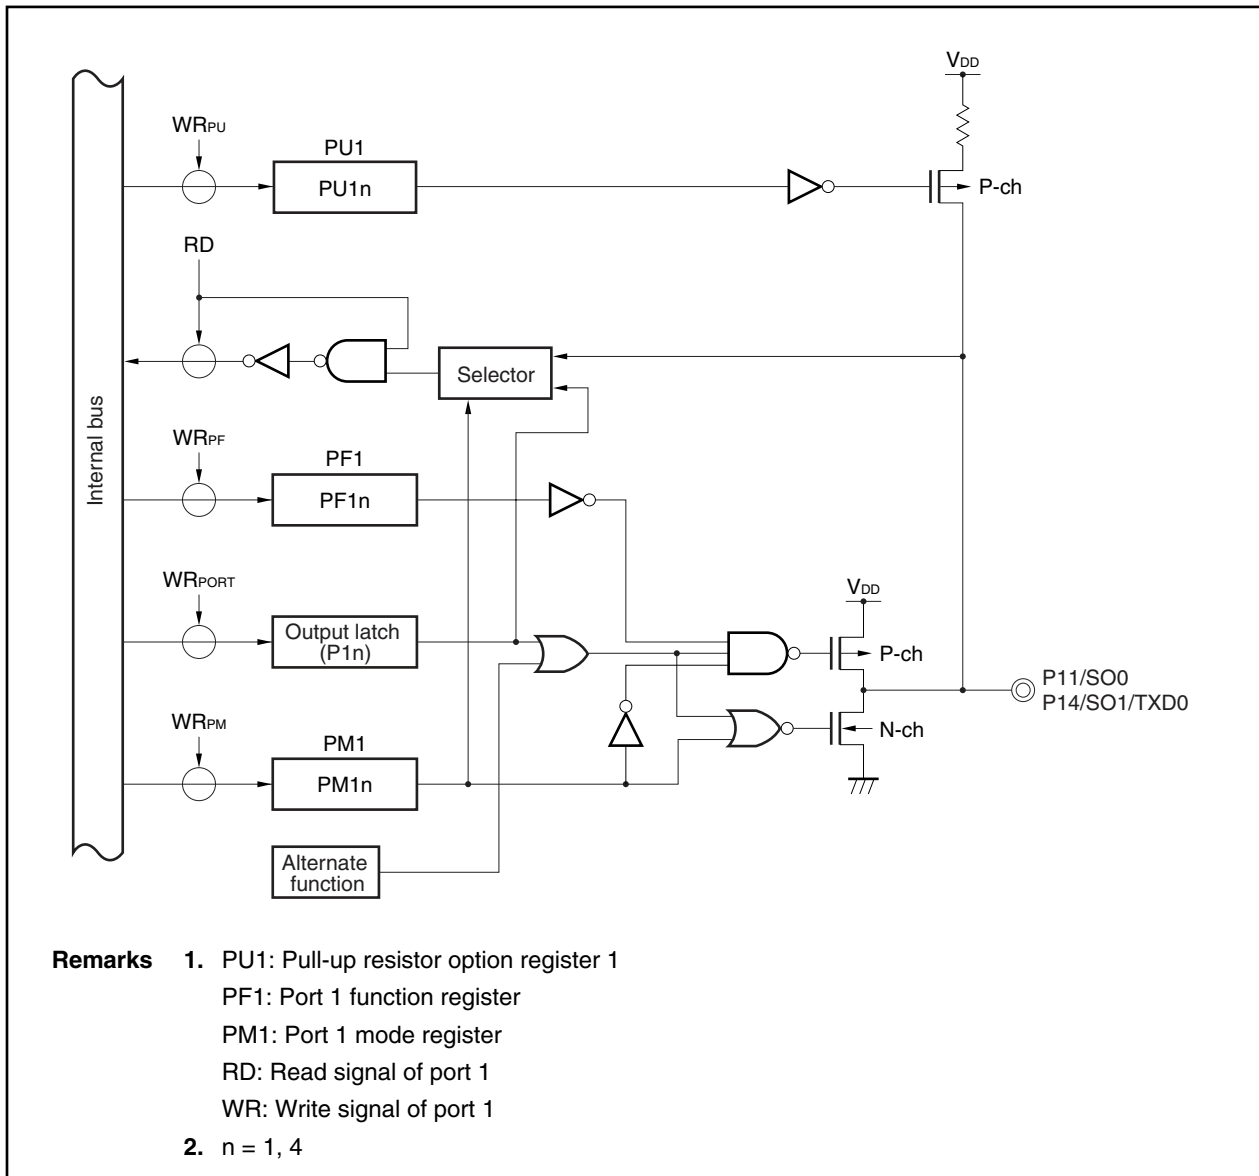 VDD
WRPU
PU1
PU1n
P-ch
RD
Selector
Internal bus
WRPF
PF1
PF1n
WRPORT
Output latch
(P1n)
VDD
P-ch
P11/SO0
P14/SO1/TXD0
WRPM
PM1
PM1n
N-ch
Alternate
function
Remarks 1. PU1: Pull-up resistor option register 1
PF1: Port 1 function register
PM1: Port 1 mode register
RD: Read signal of port 1
WR: Write signal of port 1
2. n = 1, 4